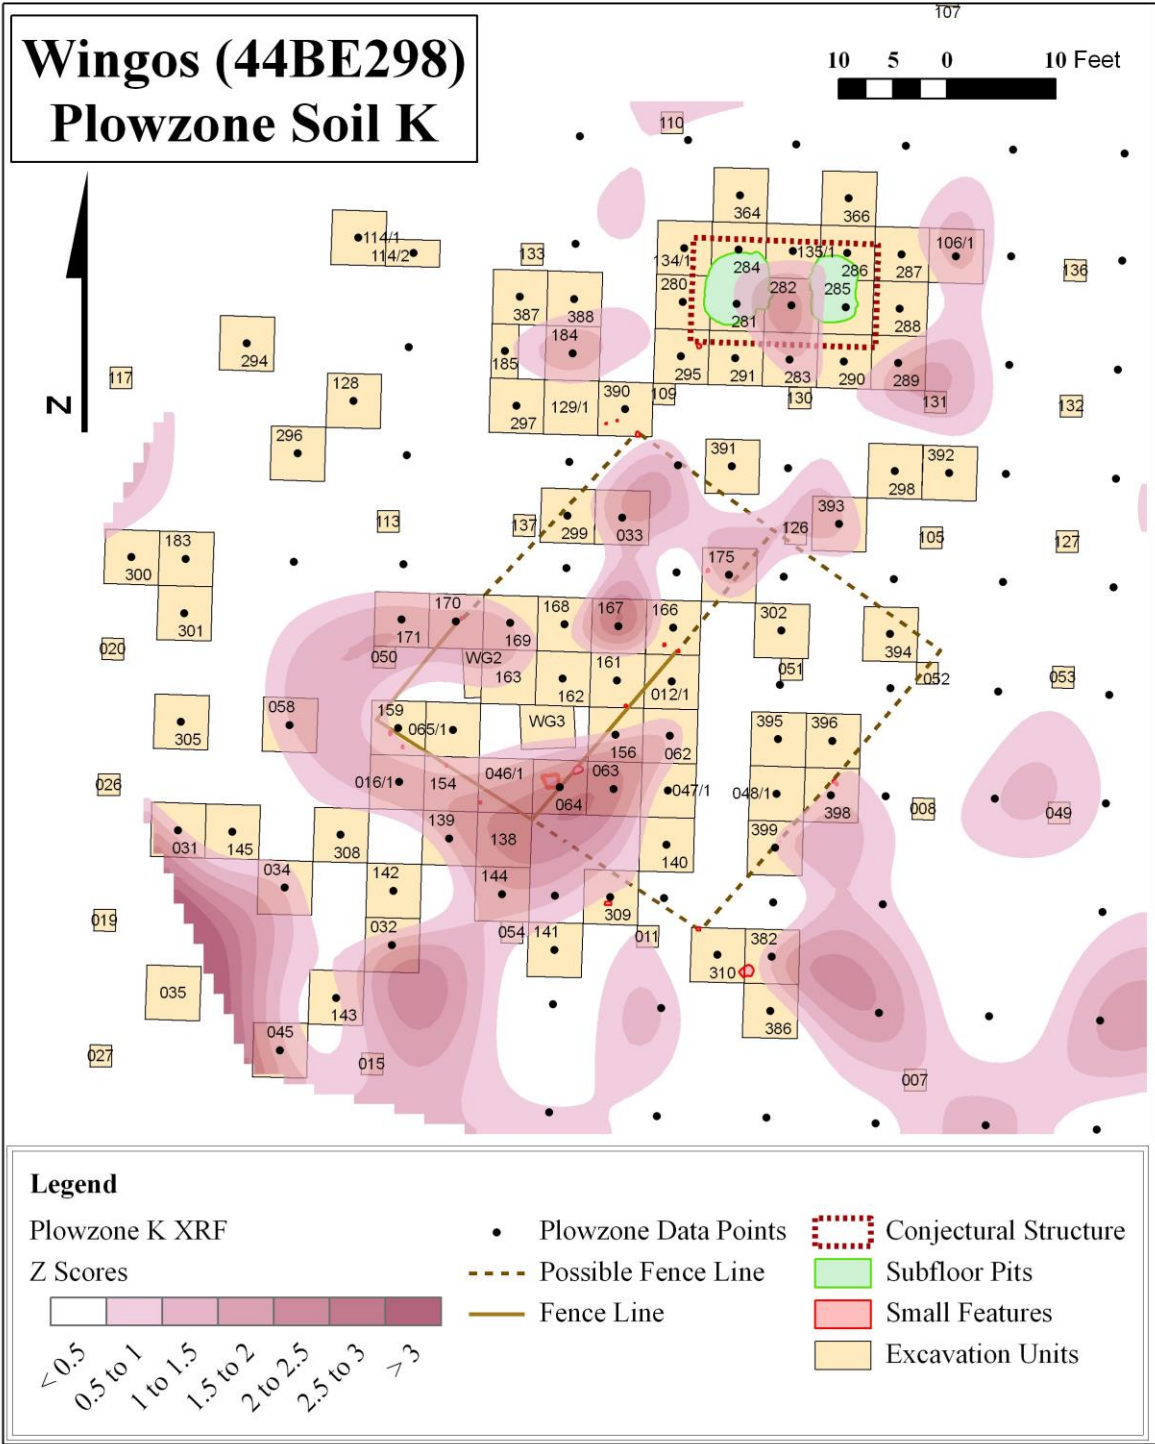 107
Wingos (44BE298)
Plowzone Soil K
10 5 0 10 Feet
110
364 366
114/1
114/2
133
134/1 284 135/1 286 287 106/1
136
280 282 285
387 388 281 288
294 185 184
295 291 283 290 289
117 128
297 129/1 390 109 130 131 132
296
391 298 392
113 137 299 033 126 393 105 127
300 183
175
301
171 170 169 168 167 166 302 394
020 050 WG2 163 162 161 012/1 051 052 053
058 159 065/1 WG3 156 062 395 396
305
026 016/1 154 046/1 064 063 047/1 048/1 398 008 049
031 145 308 139 138 140 399
034 142 144 309
019 032 054 141 011 310 382
035 143 386
027 045 015 007
N
Legend
Plowzone K XRF
Z Scores
< 0.5
0.5 to 1
1 to 1.5
1.5 to 2
2 to 2.5
2.5 to 3
> 3
Plowzone Data Points
Possible Fence Line
Fence Line
Conjectural Structure
Subfloor Pits
Small Features
Excavation Units